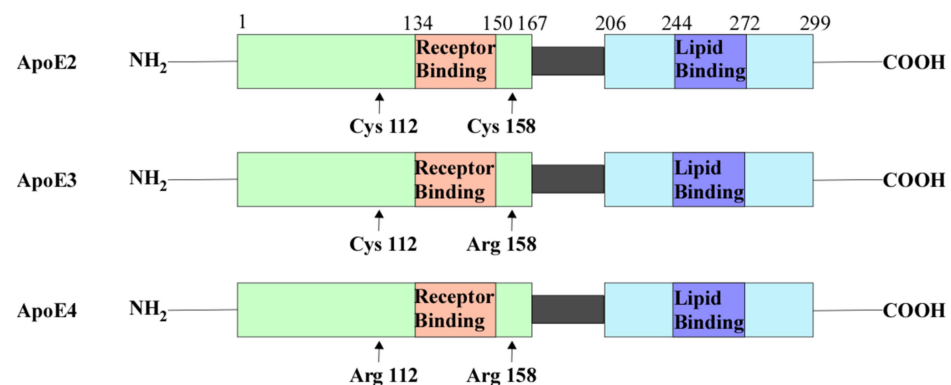 1 134 150 167 206 244 272 299
ApoE2 NH₂ Receptor Binding Lipid Binding COOH
Cys 112 Cys 158
ApoE3 NH₂ Receptor Binding Lipid Binding COOH
Cys 112 Arg 158
ApoE4 NH₂ Receptor Binding Lipid Binding COOH
Arg 112 Arg 158